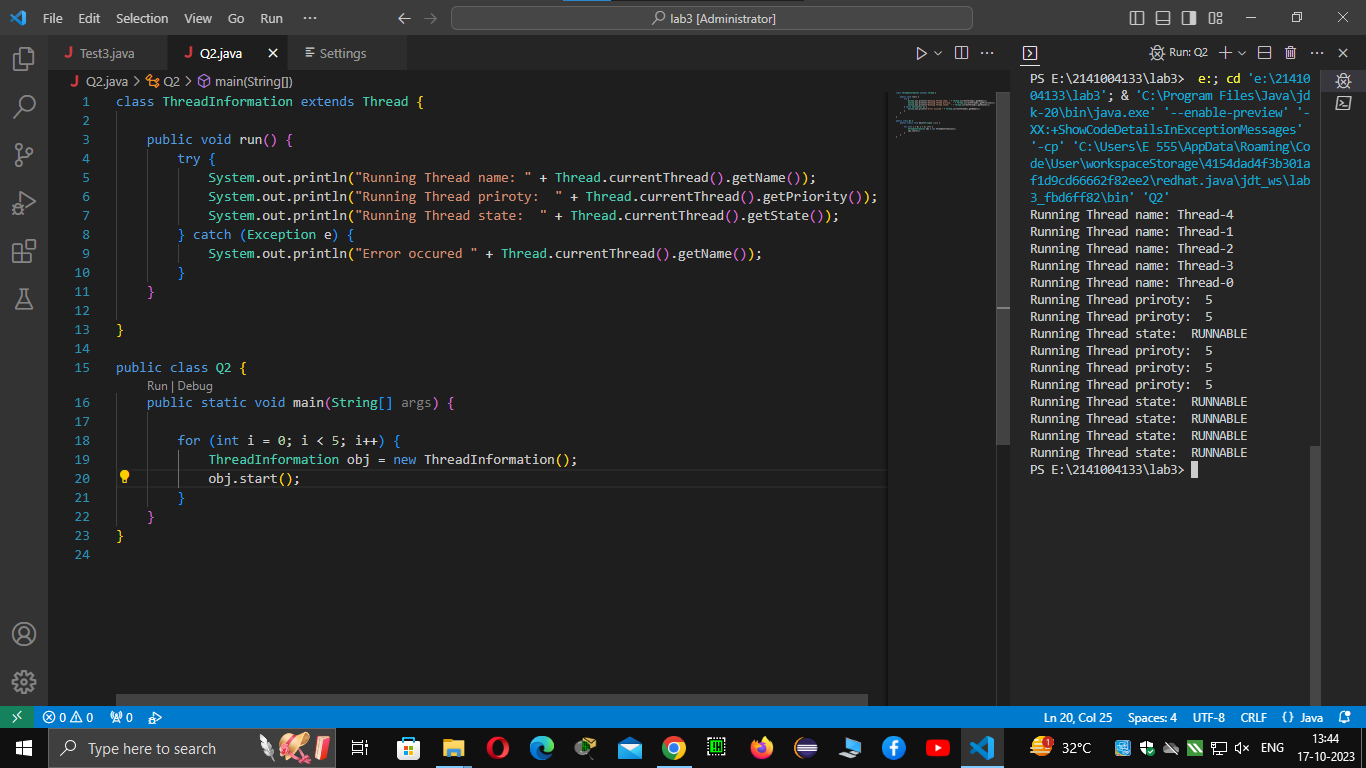 File Edit Selection View Go Run ··· lab3 [Administrator]
Test3.java Q2.java Settings Run: Q2
Q2.java > Q2 > main(String[])
1 class ThreadInformation extends Thread {
2
3 public void run() {
4 try {
5 System.out.println("Running Thread name: " + Thread.currentThread().getName());
6 System.out.println("Running Thread priroty:  " + Thread.currentThread().getPriority());
7 System.out.println("Running Thread state:  " + Thread.currentThread().getState());
8 } catch (Exception e) {
9 System.out.println("Error occured " + Thread.currentThread().getName());
10 }
11 }
12
13 }
14
15 public class Q2 {
Run | Debug
16 public static void main(String[] args) {
17
18 for (int i = 0; i < 5; i++) {
19 ThreadInformation obj = new ThreadInformation();
20 obj.start();
21 }
22 }
23 }
24
PS E:\2141004133\lab3>  e:; cd 'e:\21410
04133\lab3'; & 'C:\Program Files\Java\jd
k-20\bin\java.exe' '--enable-preview' '-
XX:+ShowCodeDetailsInExceptionMessages'
'-cp' 'C:\Users\E 555\AppData\Roaming\Co
de\User\workspaceStorage\4154dad4f3b301a
f1d9cd66662f82ee2\redhat.java\jdt_ws\lab
3_fbd6ff82\bin' 'Q2'
Running Thread name: Thread-4
Running Thread name: Thread-1
Running Thread name: Thread-2
Running Thread name: Thread-3
Running Thread name: Thread-0
Running Thread priroty:  5
Running Thread priroty:  5
Running Thread state:  RUNNABLE
Running Thread priroty:  5
Running Thread priroty:  5
Running Thread priroty:  5
Running Thread state:  RUNNABLE
Running Thread state:  RUNNABLE
Running Thread state:  RUNNABLE
Running Thread state:  RUNNABLE
PS E:\2141004133\lab3>
0 0 0 Ln 20, Col 25 Spaces: 4 UTF-8 CRLF {} Java
Type here to search 1 32°C ENG 13:44
17-10-2023